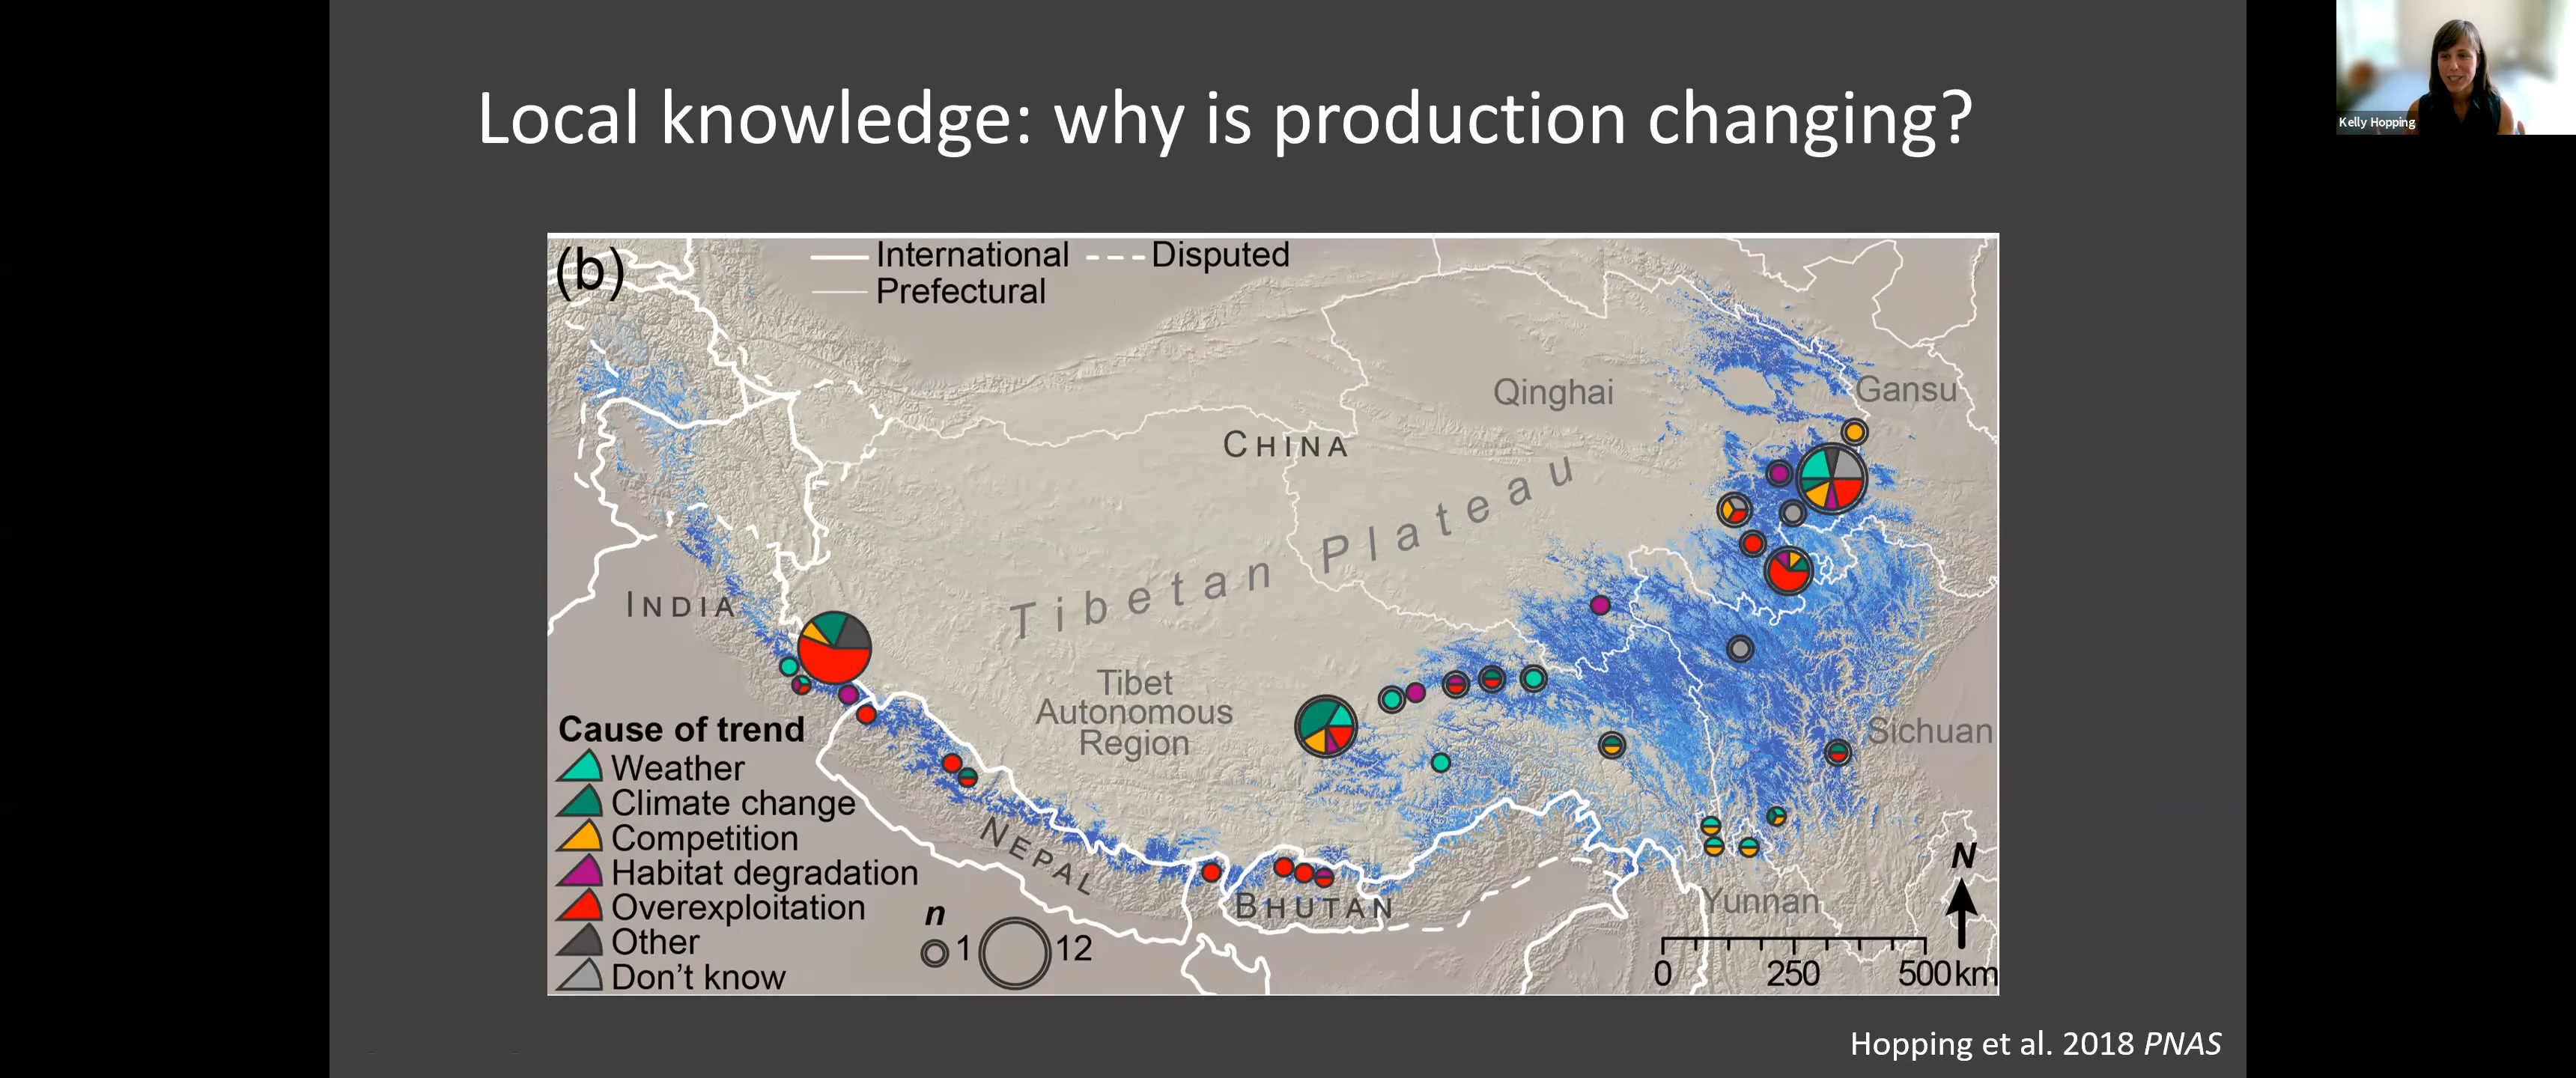 Local knowledge: why is production changing?
Kelly Hopping
(b)
International
Disputed
Prefectural
Qinghai
Gansu
CHINA
Tibetan Plateau
INDIA
Tibet
Autonomous
Region
Sichuan
Cause of trend
Weather
Climate change
Competition
Habitat degradation
Overexploitation
Other
Don't know
NEPAL
BHUTAN
Yunnan
n
1
12
N
0 250 500 km
Hopping et al. 2018 PNAS